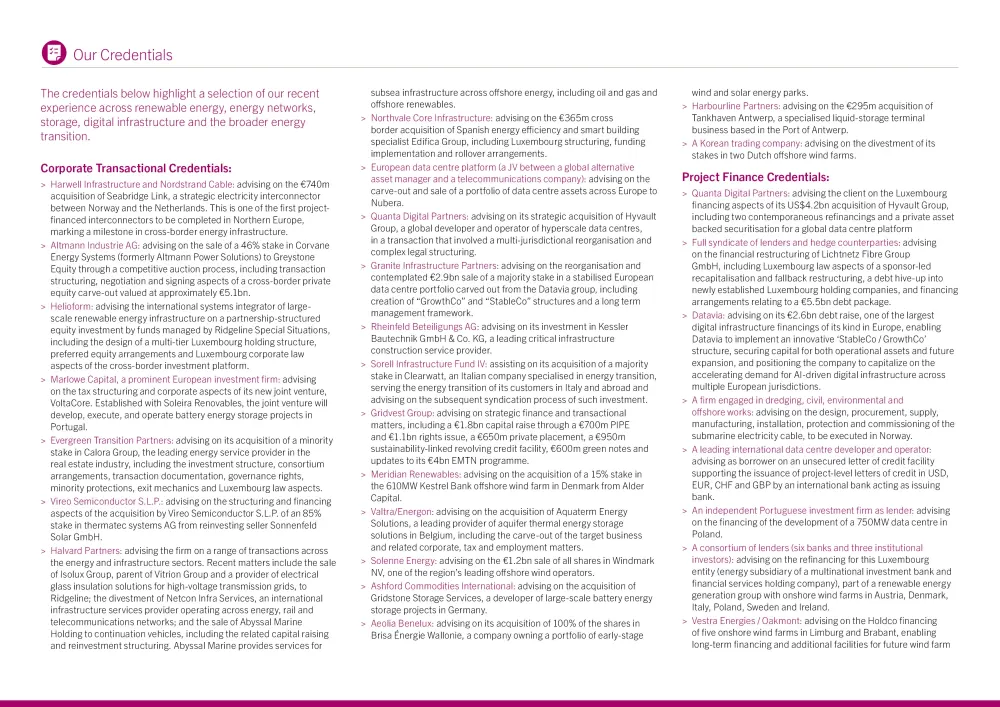 Our Credentials
The credentials below highlight a selection of our recent
experience across renewable energy, energy networks,
storage, digital infrastructure and the broader energy
transition.
Corporate Transactional Credentials:
> Harwell Infrastructure and Nordstrand Cable: advising on the €740m
acquisition of Seabridge Link, a strategic electricity interconnector
between Norway and the Netherlands. This is one of the first project-
financed interconnectors to be completed in Northern Europe,
marking a milestone in cross-border energy infrastructure.
> Altmann Industrie AG: advising on the sale of a 46% stake in Corvane
Energy Systems (formerly Altmann Power Solutions) to Greystone
Equity through a competitive auction process, including transaction
structuring, negotiation and signing aspects of a cross-border private
equity carve-out valued at approximately €5.1bn.
> Helioform: advising the international systems integrator of large-
scale renewable energy infrastructure on a partnership-structured
equity investment by funds managed by Ridgeline Special Situations,
including the design of a multi-tier Luxembourg holding structure,
preferred equity arrangements and Luxembourg corporate law
aspects of the cross-border investment platform.
> Marlowe Capital, a prominent European investment firm: advising
on the tax structuring and corporate aspects of its new joint venture,
VoltaCore. Established with Soleira Renovables, the joint venture will
develop, execute, and operate battery energy storage projects in
Portugal.
> Evergreen Transition Partners: advising on its acquisition of a minority
stake in Calora Group, the leading energy service provider in the
real estate industry, including the investment structure, consortium
arrangements, transaction documentation, governance rights,
minority protections, exit mechanics and Luxembourg law aspects.
> Vireo Semiconductor S.L.P.: advising on the structuring and financing
aspects of the acquisition by Vireo Semiconductor S.L.P. of an 85%
stake in thermatec systems AG from reinvesting seller Sonnenfeld
Solar GmbH.
> Halvard Partners: advising the firm on a range of transactions across
the energy and infrastructure sectors. Recent matters include the sale
of Isolux Group, parent of Vitrion Group and a provider of electrical
glass insulation solutions for high-voltage transmission grids, to
Ridgeline; the divestment of Netcon Infra Services, an international
infrastructure services provider operating across energy, rail and
telecommunications networks; and the sale of Abyssal Marine
Holding to continuation vehicles, including the related capital raising
and reinvestment structuring. Abyssal Marine provides services for
subsea infrastructure across offshore energy, including oil and gas and
offshore renewables.
> Northvale Core Infrastructure: advising on the €365m cross
border acquisition of Spanish energy efficiency and smart building
specialist Edifica Group, including Luxembourg structuring, funding
implementation and rollover arrangements.
> European data centre platform (a JV between a global alternative
asset manager and a telecommunications company): advising on the
carve-out and sale of a portfolio of data centre assets across Europe to
Nubera.
> Quanta Digital Partners: advising on its strategic acquisition of Hyvault
Group, a global developer and operator of hyperscale data centres,
in a transaction that involved a multi-jurisdictional reorganisation and
complex legal structuring.
> Granite Infrastructure Partners: advising on the reorganisation and
contemplated €2.9bn sale of a majority stake in a stabilised European
data centre portfolio carved out from the Datavia group, including
creation of “GrowthCo” and “StableCo” structures and a long term
management framework.
> Rheinfeld Beteiligungs AG: advising on its investment in Kessler
Bautechnik GmbH & Co. KG, a leading critical infrastructure
construction service provider.
> Sorell Infrastructure Fund IV: assisting on its acquisition of a majority
stake in Clearwatt, an Italian company specialised in energy transition,
serving the energy transition of its customers in Italy and abroad and
advising on the subsequent syndication process of such investment.
> Gridvest Group: advising on strategic finance and transactional
matters, including a €1.8bn capital raise through a €700m PIPE
and €1.1bn rights issue, a €650m private placement, a €950m
sustainability-linked revolving credit facility, €600m green notes and
updates to its €4bn EMTN programme.
> Meridian Renewables: advising on the acquisition of a 15% stake in
the 610MW Kestrel Bank offshore wind farm in Denmark from Alder
Capital.
> Valtra/Energon: advising on the acquisition of Aquaterm Energy
Solutions, a leading provider of aquifer thermal energy storage
solutions in Belgium, including the carve-out of the target business
and related corporate, tax and employment matters.
> Solenne Energy: advising on the €1.2bn sale of all shares in Windmark
NV, one of the region’s leading offshore wind operators.
> Ashford Commodities International: advising on the acquisition of
Gridstone Storage Services, a developer of large-scale battery energy
storage projects in Germany.
> Aeolia Benelux: advising on its acquisition of 100% of the shares in
Brisa Énergie Wallonie, a company owning a portfolio of early-stage
wind and solar energy parks.
> Harbourline Partners: advising on the €295m acquisition of
Tankhaven Antwerp, a specialised liquid-storage terminal
business based in the Port of Antwerp.
> A Korean trading company: advising on the divestment of its
stakes in two Dutch offshore wind farms.
Project Finance Credentials:
> Quanta Digital Partners: advising the client on the Luxembourg
financing aspects of its US$4.2bn acquisition of Hyvault Group,
including two contemporaneous refinancings and a private asset
backed securitisation for a global data centre platform
> Full syndicate of lenders and hedge counterparties: advising
on the financial restructuring of Lichtnetz Fibre Group
GmbH, including Luxembourg law aspects of a sponsor-led
recapitalisation and fallback restructuring, a debt hive-up into
newly established Luxembourg holding companies, and financing
arrangements relating to a €5.5bn debt package.
> Datavia: advising on its €2.6bn debt raise, one of the largest
digital infrastructure financings of its kind in Europe, enabling
Datavia to implement an innovative ‘StableCo / GrowthCo’
structure, securing capital for both operational assets and future
expansion, and positioning the company to capitalize on the
accelerating demand for AI-driven digital infrastructure across
multiple European jurisdictions.
> A firm engaged in dredging, civil, environmental and
offshore works: advising on the design, procurement, supply,
manufacturing, installation, protection and commissioning of the
submarine electricity cable, to be executed in Norway.
> A leading international data centre developer and operator:
advising as borrower on an unsecured letter of credit facility
supporting the issuance of project-level letters of credit in USD,
EUR, CHF and GBP by an international bank acting as issuing
bank.
> An independent Portuguese investment firm as lender: advising
on the financing of the development of a 750MW data centre in
Poland.
> A consortium of lenders (six banks and three institutional
investors): advising on the refinancing for this Luxembourg
entity (energy subsidiary of a multinational investment bank and
financial services holding company), part of a renewable energy
generation group with onshore wind farms in Austria, Denmark,
Italy, Poland, Sweden and Ireland.
> Vestra Energies / Oakmont: advising on the Holdco financing
of five onshore wind farms in Limburg and Brabant, enabling
long-term financing and additional facilities for future wind farm